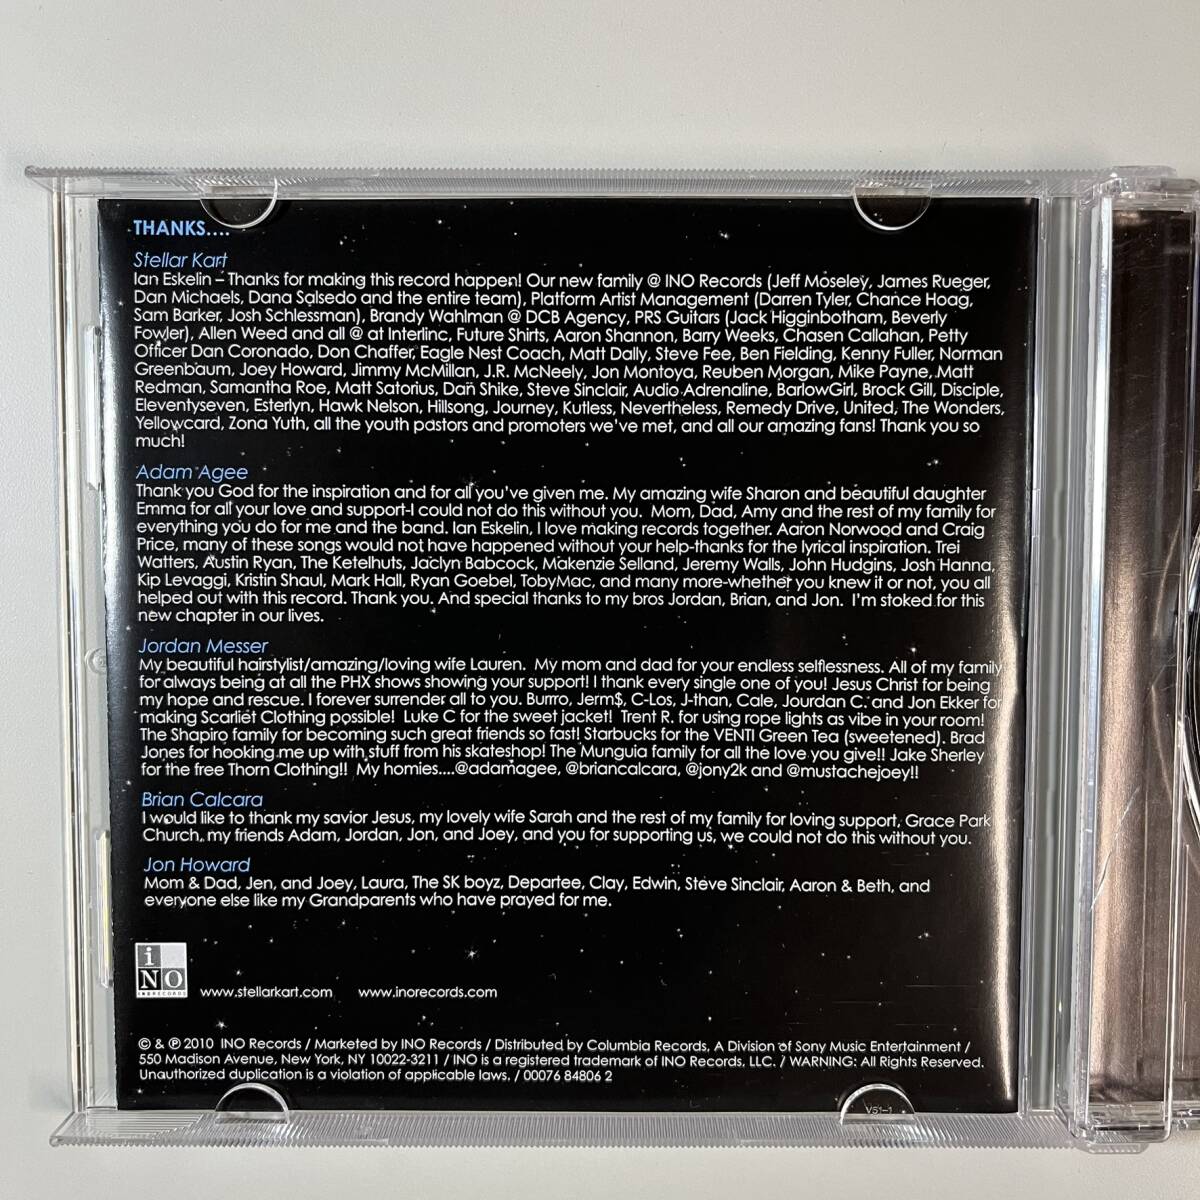 THANKS....
Stellar Kart
Ian Eskelin – Thanks for making this record happen! Our new family @ INO Records (Jeff Moseley, James Rueger,
Dan Michaels, Dana Salsedo and the entire team), Platform Artist Management (Darren Tyler, Chance Hoag,
Sam Barker, Josh Schlessman), Brandy Wahlman @ DCB Agency, PRS Guitars (Jack Higginbotham, Beverly
Fowler), Allen Weed and all @ at Interlinc, Future Shirts, Aaron Shannon, Barry Weeks, Chasen Callahan, Petty
Officer Dan Coronado, Don Chaffer, Eagle Nest Coach, Matt Dally, Steve Fee, Ben Fielding, Kenny Fuller, Norman
Greenbaum, Joey Howard, Jimmy McMillan, J.R. McNeely, Jon Montoya, Reuben Morgan, Mike Payne, Matt
Redman, Samantha Roe, Matt Satorius, Dan Shike, Steve Sinclair, Audio Adrenaline, BarlowGirl, Brock Gill, Disciple,
Eleventyseven, Esterlyn, Hawk Nelson, Hillsong, Journey, Kutless, Nevertheless, Remedy Drive, United, The Wonders,
Yellowcard, Zona Yuth, all the youth pastors and promoters we've met, and all our amazing fans! Thank you so
much!
Adam Agee
Thank you God for the inspiration and for all you've given me. My amazing wife Sharon and beautiful daughter
Emma for all your love and support-I could not do this without you. Mom, Dad, Amy and the rest of my family for
everything you do for me and the band. Ian Eskelin, I love making records together. Aaron Norwood and Craig
Price, many of these songs would not have happened without your help-thanks for the lyrical inspiration. Trei
Watters, Austin Ryan, The Ketelhuts, Jaclyn Babcock, Makenzie Selland, Jeremy Walls, John Hudgins, Josh Hanna,
Kip Levaggi, Kristin Shaul, Mark Hall, Ryan Goebel, TobyMac, and many more-whether you knew it or not, you all
helped out with this record. Thank you. And special thanks to my bros Jordan, Brian, and Jon. I'm stoked for this
new chapter in our lives.
Jordan Messer
My beautiful hairstylist/amazing/loving wife Lauren. My mom and dad for your endless selflessness. All of my family
for always being at all the PHX shows showing your support! I thank every single one of you! Jesus Christ for being
my hope and rescue. I forever surrender all to you. Burrro, Jerm$, C-Los, J-than, Cale, Jourdan C. and Jon Ekker for
making Scarliet Clothing possible! Luke C for the sweet jacket! Trent R. for using rope lights as vibe in your room!
The Shapiro family for becoming such great friends so fast! Starbucks for the VENTI Green Tea (sweetened). Brad
Jones for hooking me up with stuff from his skateshop! The Munguia family for all the love you give!! Jake Sherley
for the free Thorn Clothing!! My homies....@adamagee, @briancalcara, @jony2k and @mustachejoey!!
Brian Calcara
I would like to thank my savior Jesus, my lovely wife Sarah and the rest of my family for loving support, Grace Park
Church, my friends Adam, Jordan, Jon, and Joey, and you for supporting us, we could not do this without you.
Jon Howard
Mom & Dad, Jen, and Joey, Laura, The SK boyz, Departee, Clay, Edwin, Steve Sinclair, Aaron & Beth, and
everyone else like my Grandparents who have prayed for me.
iNO
INORECORDS
www.stellarkart.com www.inorecords.com
© & ℗ 2010 INO Records / Marketed by INO Records / Distributed by Columbia Records, A Division of Sony Music Entertainment /
550 Madison Avenue, New York, NY 10022-3211 / INO is a registered trademark of INO Records, LLC. / WARNING: All Rights Reserved.
Unauthorized duplication is a violation of applicable laws. / 00076 84806 2
V51-1